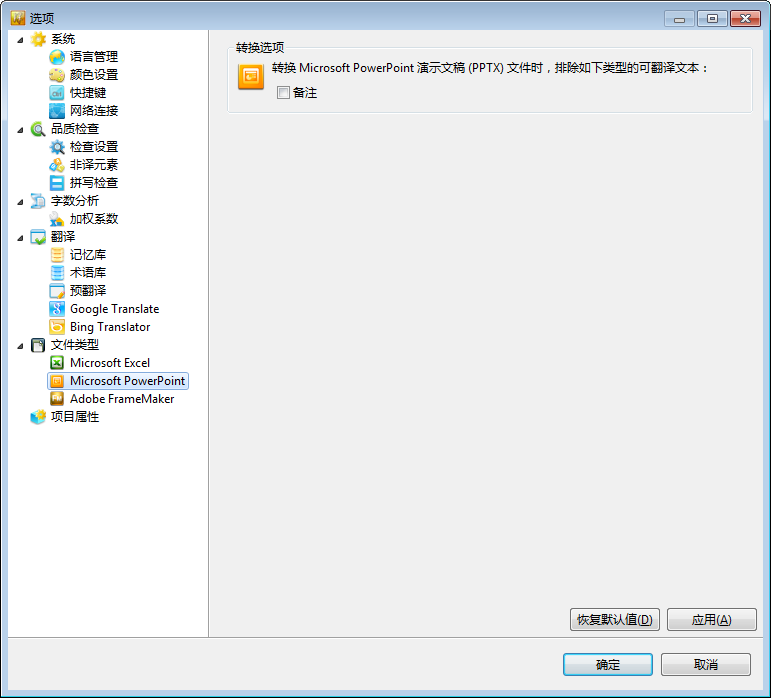 选项
系统
语言管理
颜色设置
快捷键
网络连接
品质检查
检查设置
非译元素
拼写检查
字数分析
加权系数
翻译
记忆库
术语库
预翻译
Google Translate
Bing Translator
文件类型
Microsoft Excel
Microsoft PowerPoint
Adobe FrameMaker
项目属性
转换选项
转换 Microsoft PowerPoint 演示文稿 (PPTX) 文件时，排除如下类型的可翻译文本：
备注
恢复默认值(D) 应用(A)
确定 取消